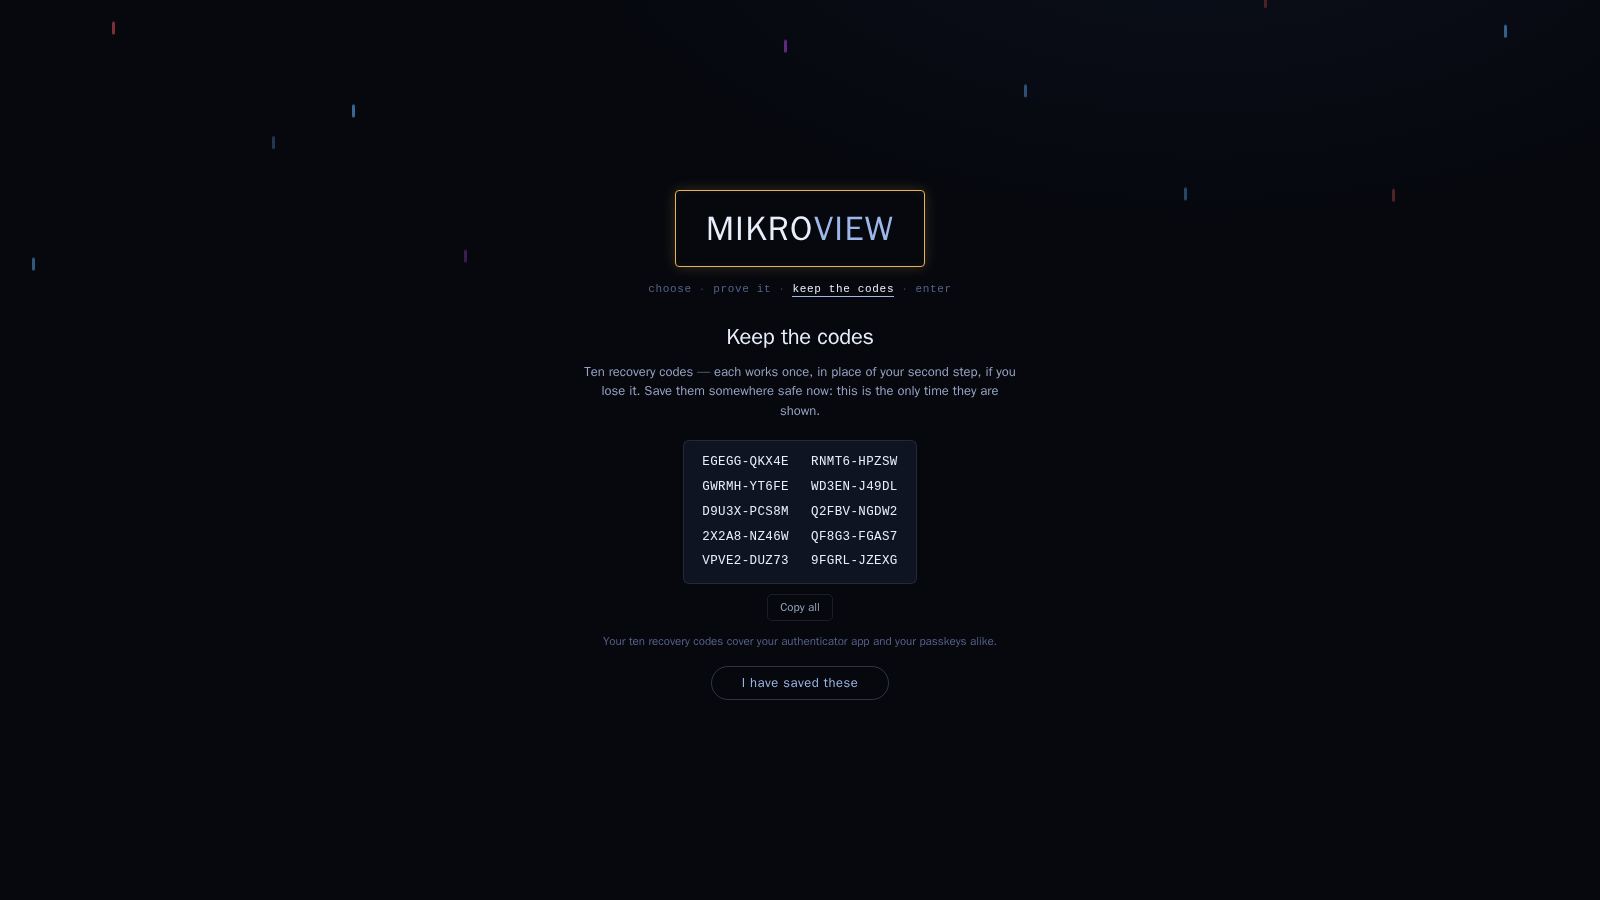 MIKROVIEW
choose · prove it · keep the codes · enter
Keep the codes
Ten recovery codes — each works once, in place of your second step, if you
lose it. Save them somewhere safe now: this is the only time they are
shown.
EGEGG-QKX4E RNMT6-HPZSW
GWRMH-YT6FE WD3EN-J49DL
D9U3X-PCS8M Q2FBV-NGDW2
2X2A8-NZ46W QF8G3-FGAS7
VPVE2-DUZ73 9FGRL-JZEXG
Copy all
Your ten recovery codes cover your authenticator app and your passkeys alike.
I have saved these